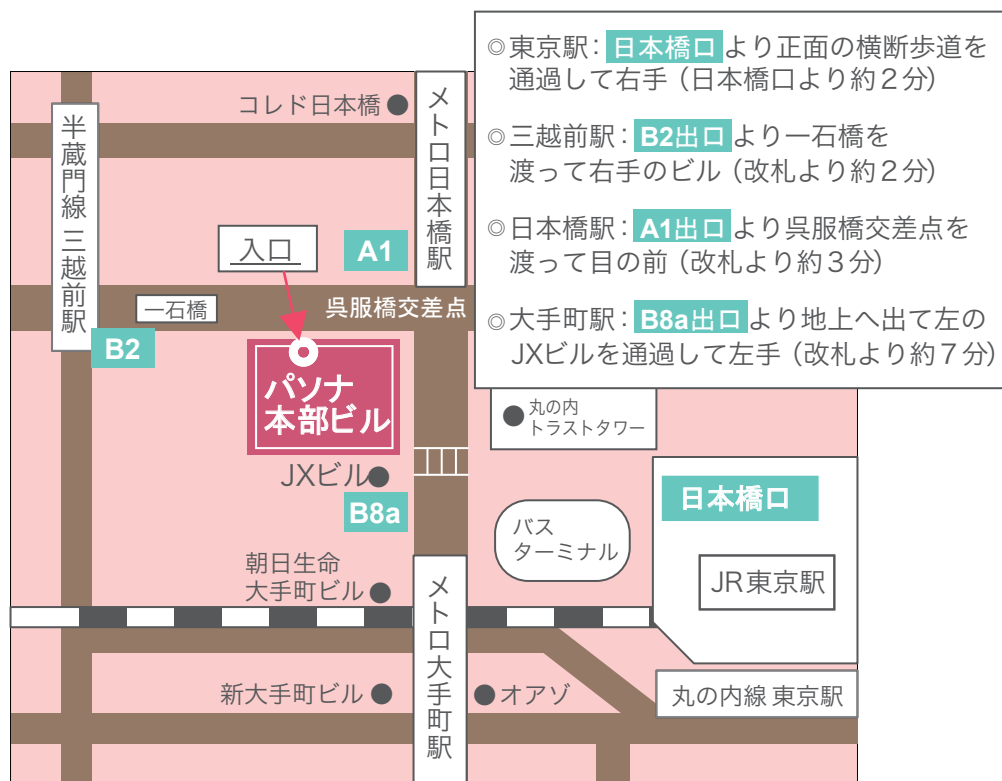 ◎東京駅：日本橋口より正面の横断歩道を
通過して右手（日本橋口より約２分）
◎三越前駅：B2出口より一石橋を
渡って右手のビル（改札より約２分）
◎日本橋駅：A1出口より呉服橋交差点を
渡って目の前（改札より約３分）
◎大手町駅：B8a出口より地上へ出て左の
JXビルを通過して左手（改札より約７分）
コレド日本橋
メトロ日本橋駅
半蔵門線 三越前駅
入口
A1
一石橋
呉服橋交差点
B2
パソナ
本部ビル
丸の内
トラストタワー
JXビル
B8a
日本橋口
バス
ターミナル
朝日生命
大手町ビル
JR東京駅
メトロ大手町駅
新大手町ビル
オアゾ
丸の内線 東京駅